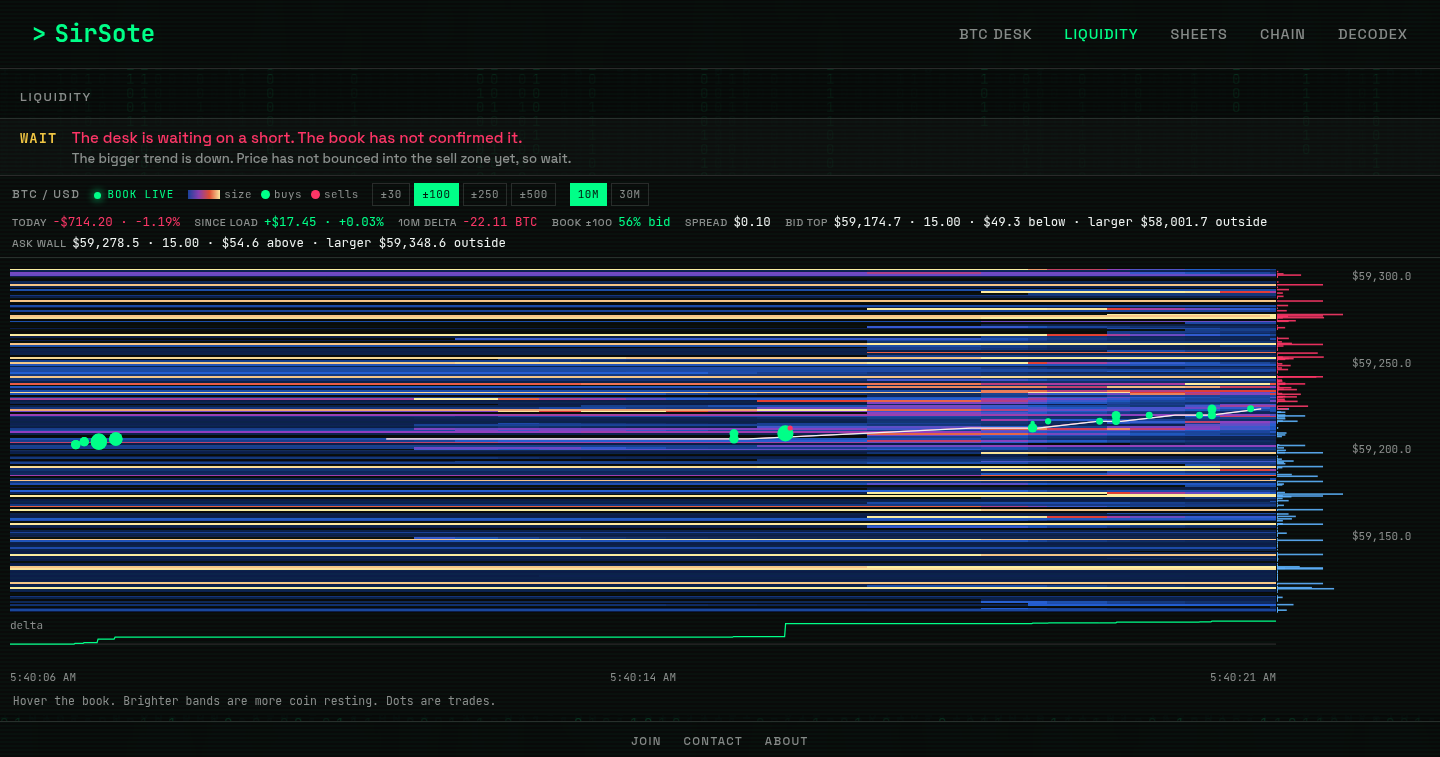 > SirSote
BTC DESK LIQUIDITY SHEETS CHAIN DECODEX
LIQUIDITY
WAIT The desk is waiting on a short. The book has not confirmed it.
The bigger trend is down. Price has not bounced into the sell zone yet, so wait.
BTC / USD BOOK LIVE size buys sells ±30 ±100 ±250 ±500 10M 30M
TODAY -$714.20 · -1.19% SINCE LOAD +$17.45 · +0.03% 10M DELTA -22.11 BTC BOOK ±100 56% bid SPREAD $0.10 BID TOP $59,174.7 · 15.00 · $49.3 below · larger $58,001.7 outside
ASK WALL $59,278.5 · 15.00 · $54.6 above · larger $59,348.6 outside
$59,300.0
$59,250.0
$59,200.0
$59,150.0
delta
5:40:06 AM 5:40:14 AM 5:40:21 AM
Hover the book. Brighter bands are more coin resting. Dots are trades.
JOIN CONTACT ABOUT